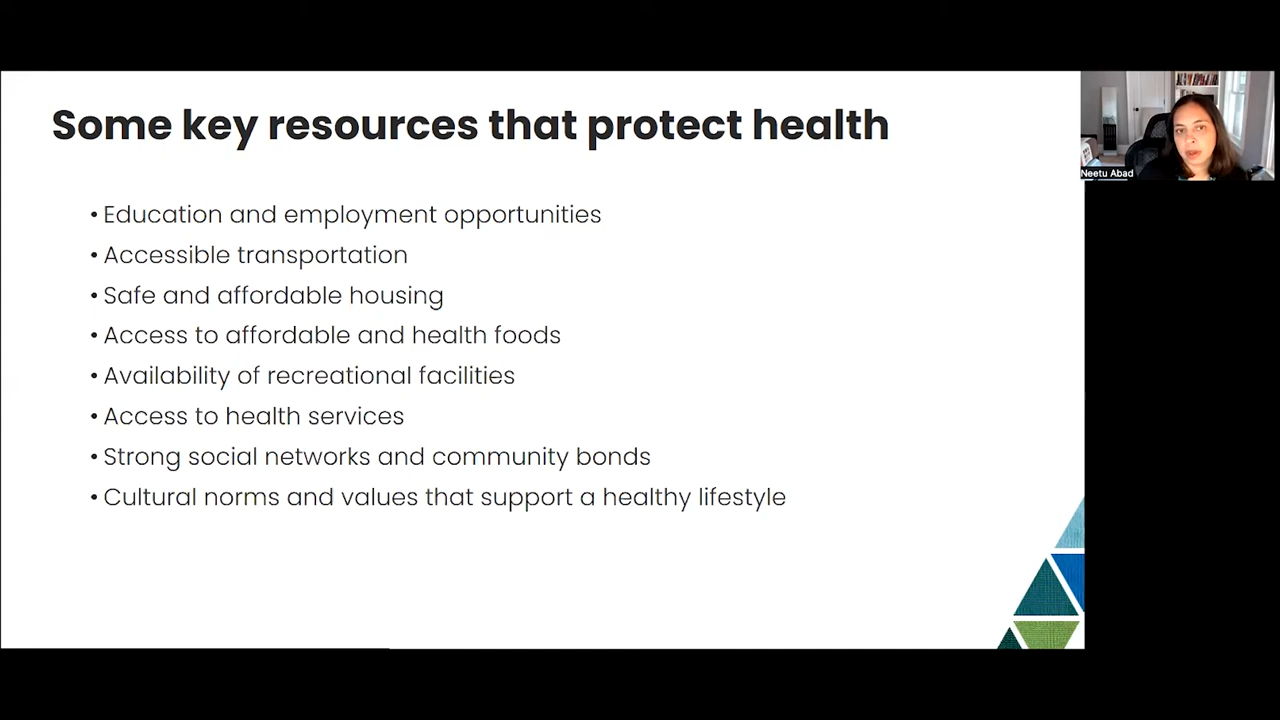 Some key resources that protect health
Neetu Abad
• Education and employment opportunities
• Accessible transportation
• Safe and affordable housing
• Access to affordable and health foods
• Availability of recreational facilities
• Access to health services
• Strong social networks and community bonds
• Cultural norms and values that support a healthy lifestyle